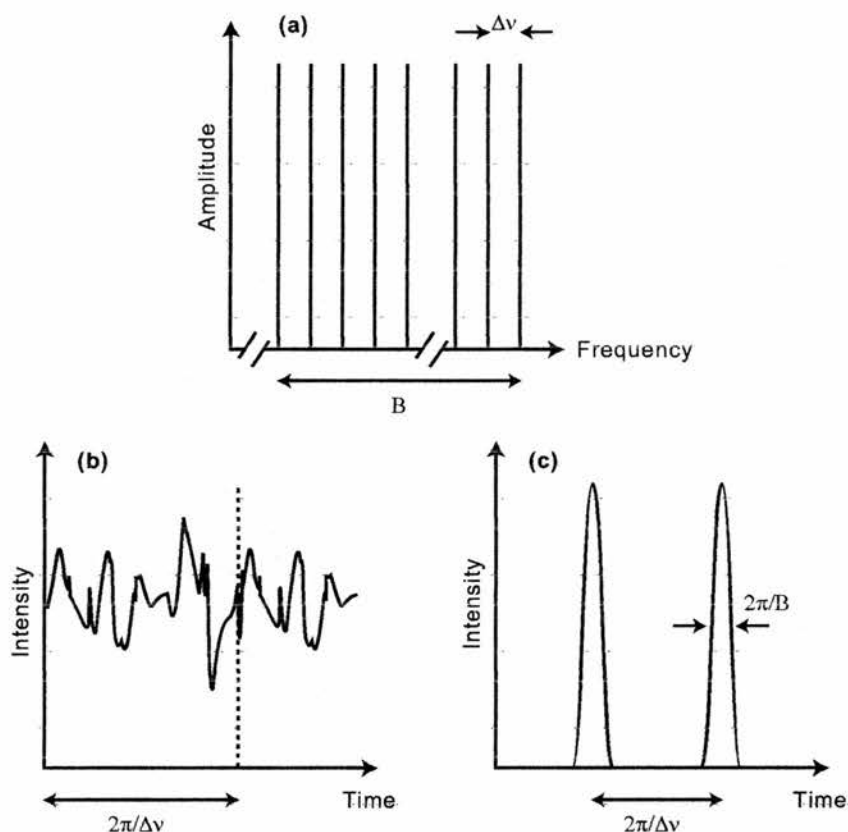 (a)
Δν
Amplitude
Frequency
B
(b)
Intensity
Time
2π/Δν
(c)
Intensity
2π/B
Time
2π/Δν